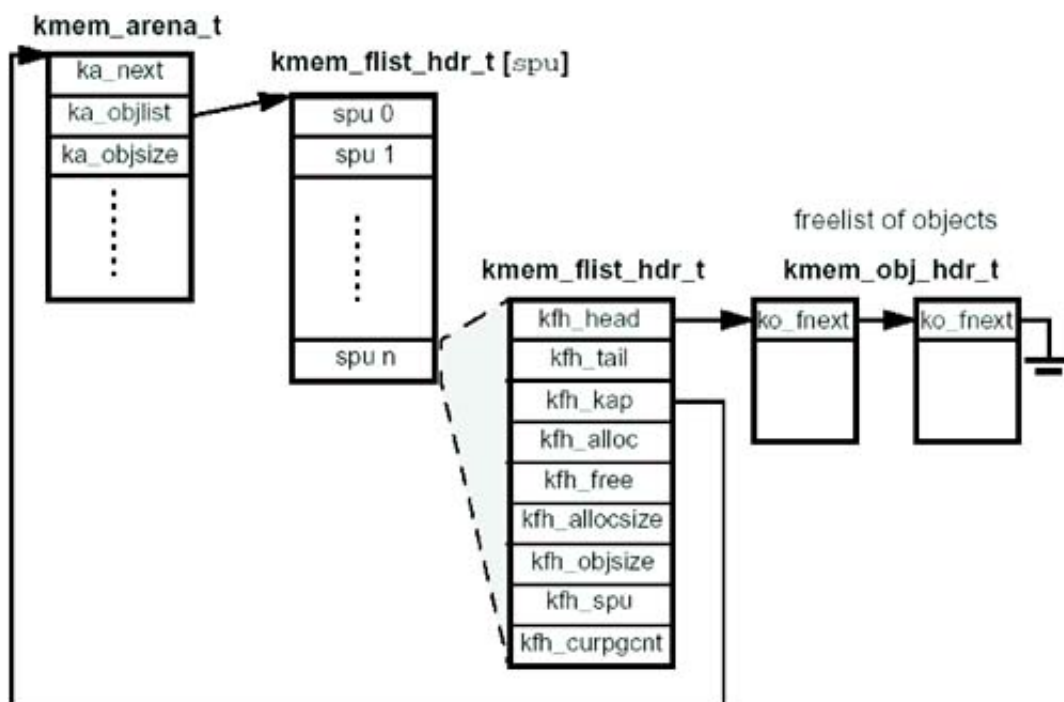 kmem_arena_t
ka_next
ka_objlist
ka_objsize
kmem_flist_hdr_t [spu]
spu 0
spu 1
spu n
kmem_flist_hdr_t
kfh_head
kfh_tail
kfh_kap
kfh_alloc
kfh_free
kfh_allocsize
kfh_objsize
kfh_spu
kfh_curpgcnt
freelist of objects
kmem_obj_hdr_t
ko_fnext
ko_fnext